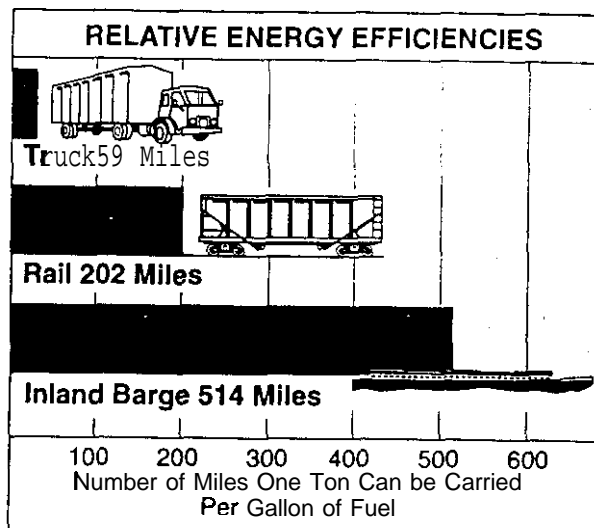 RELATIVE ENERGY EFFICIENCIES
Truck59 Miles
Rail 202 Miles
Inland Barge 514 Miles
100 200 300 400 500 600
Number of Miles One Ton Can be Carried
Per Gallon of Fuel